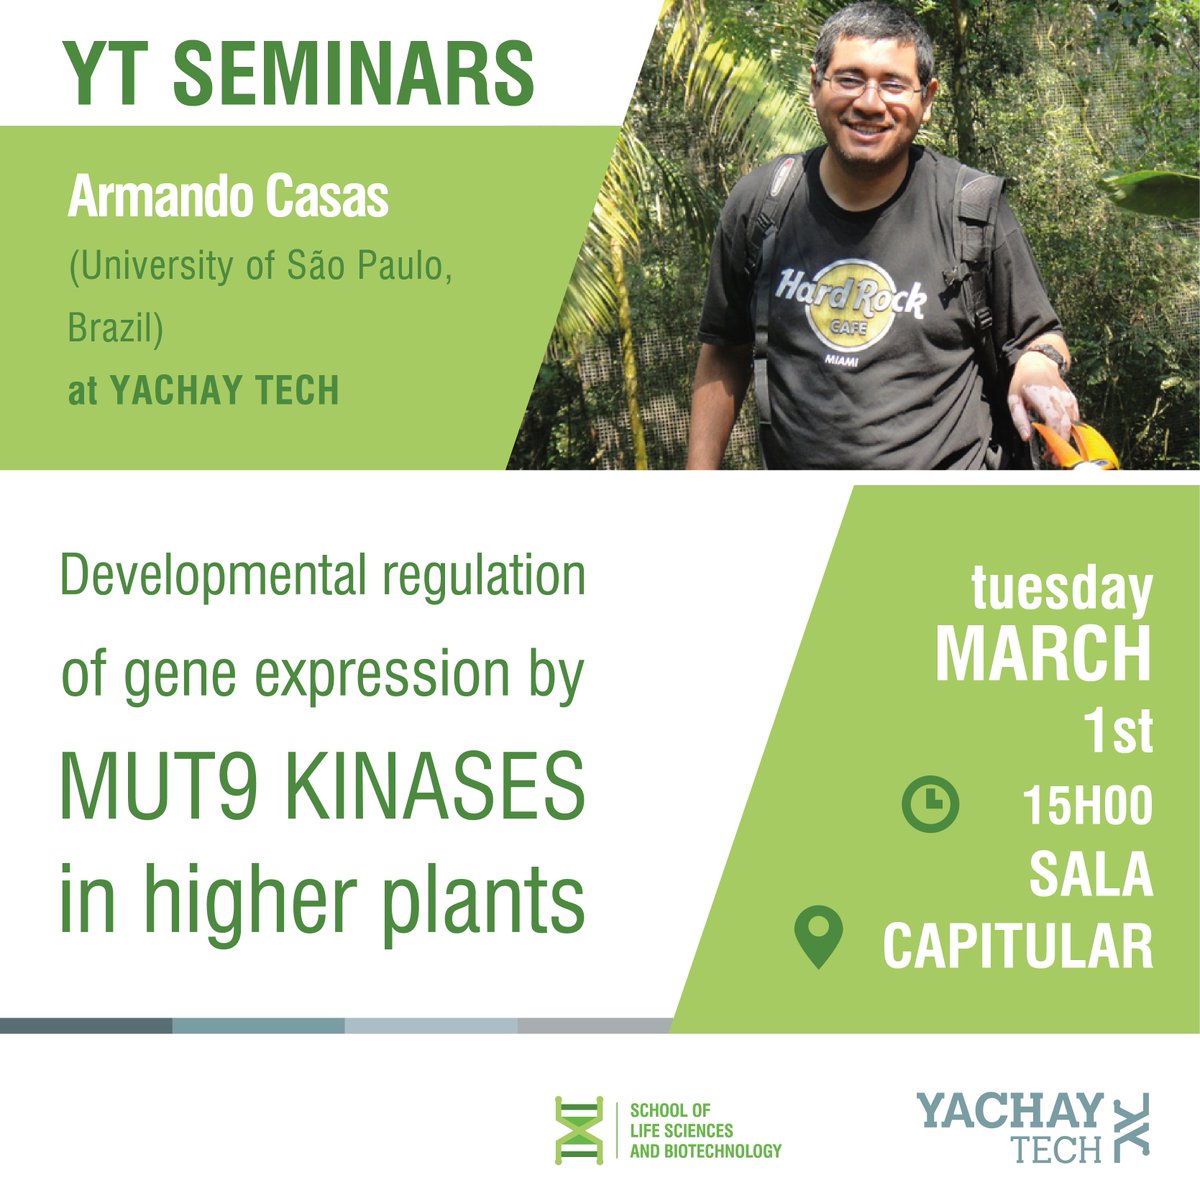 YT SEMINARS
Armando Casas
(University of São Paulo,
Brazil)
at YACHAY TECH
Hard Rock
CAFE
MIAMI
Developmental regulation
of gene expression by
MUT9 KINASES
in higher plants
tuesday
MARCH
1st
15H00
SALA
CAPITULAR
SCHOOL OF
LIFE SCIENCES
AND BIOTECHNOLOGY
YACHAY
TECH